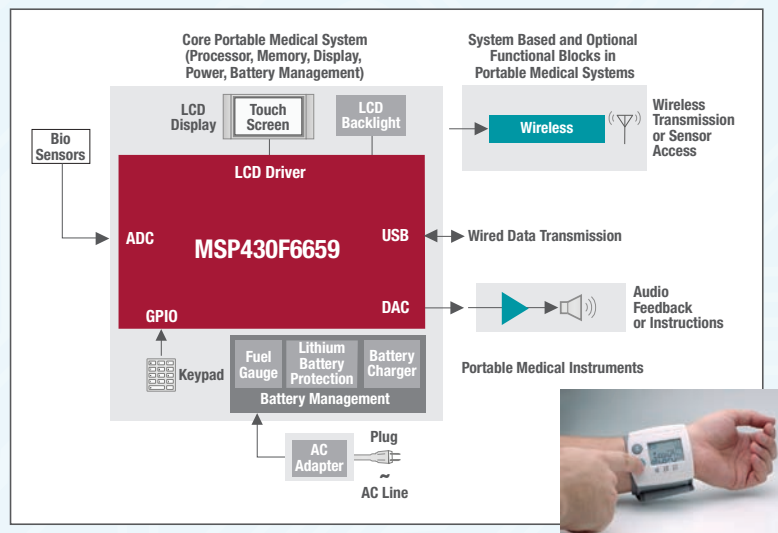 Core Portable Medical System
(Processor, Memory, Display,
Power, Battery Management)
System Based and Optional
Functional Blocks in
Portable Medical Systems
LCD
Display
Touch
Screen
LCD
Backlight
Wireless
Wireless
Transmission
or Sensor
Access
Bio
Sensors
LCD Driver
ADC
MSP430F6659
USB
Wired Data Transmission
DAC
Audio
Feedback
or Instructions
GPIO
Keypad
Fuel
Gauge
Lithium
Battery
Protection
Battery
Charger
Battery Management
Portable Medical Instruments
AC
Adapter
Plug
~
AC Line